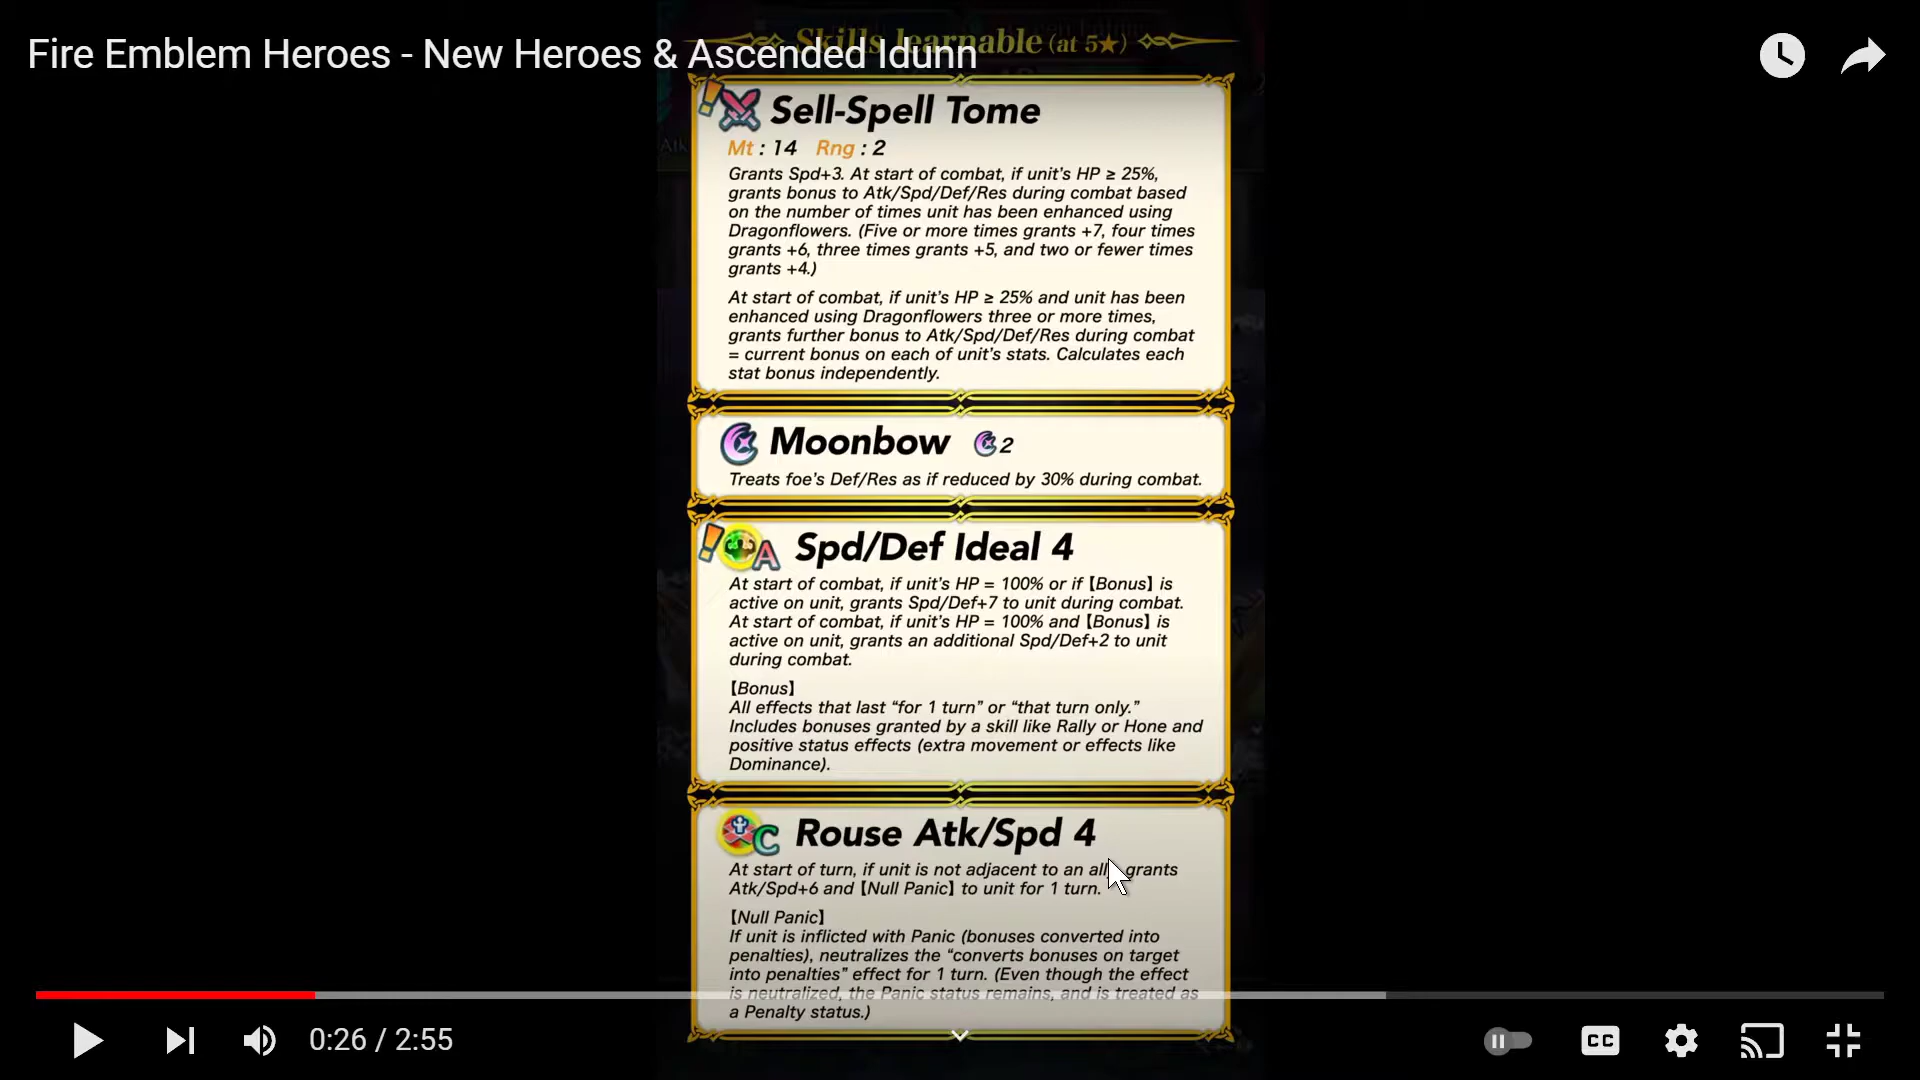 Fire Emblem Heroes - New Heroes & Ascended Idunn
Skills learnable (at 5★)
Sell-Spell Tome
Mt : 14 Rng : 2
Grants Spd+3. At start of combat, if unit's HP ≥ 25%,
grants bonus to Atk/Spd/Def/Res during combat based
on the number of times unit has been enhanced using
Dragonflowers. (Five or more times grants +7, four times
grants +6, three times grants +5, and two or fewer times
grants +4.)
At start of combat, if unit's HP ≥ 25% and unit has been
enhanced using Dragonflowers three or more times,
grants further bonus to Atk/Spd/Def/Res during combat
= current bonus on each of unit's stats. Calculates each
stat bonus independently.
Moonbow 2
Treats foe's Def/Res as if reduced by 30% during combat.
A Spd/Def Ideal 4
At start of combat, if unit's HP = 100% or if【Bonus】is
active on unit, grants Spd/Def+7 to unit during combat.
At start of combat, if unit's HP = 100% and【Bonus】is
active on unit, grants an additional Spd/Def+2 to unit
during combat.
【Bonus】
All effects that last “for 1 turn” or “that turn only.”
Includes bonuses granted by a skill like Rally or Hone and
positive status effects (extra movement or effects like
Dominance).
C Rouse Atk/Spd 4
At start of turn, if unit is not adjacent to an all grants
Atk/Spd+6 and【Null Panic】to unit for 1 turn.
【Null Panic】
If unit is inflicted with Panic (bonuses converted into
penalties), neutralizes the “converts bonuses on target
into penalties” effect for 1 turn. (Even though the effect
is neutralized, the Panic status remains, and is treated as
a Penalty status.)
0:26 / 2:55
CC